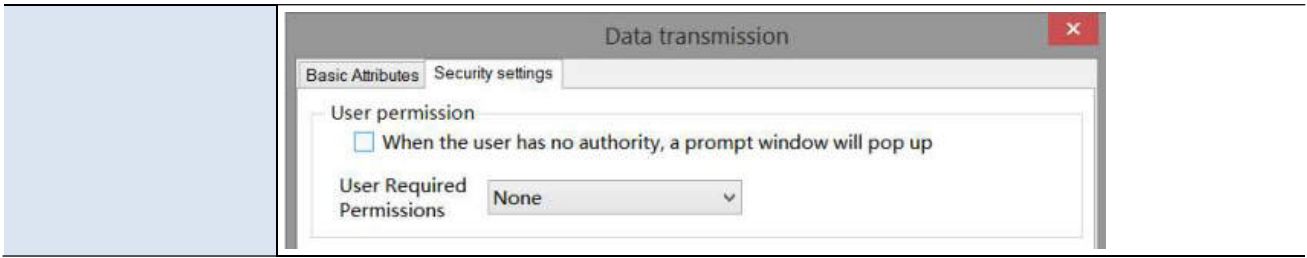 Data transmission
Basic Attributes Security settings
User permission
When the user has no authority, a prompt window will pop up
User Required
Permissions
None